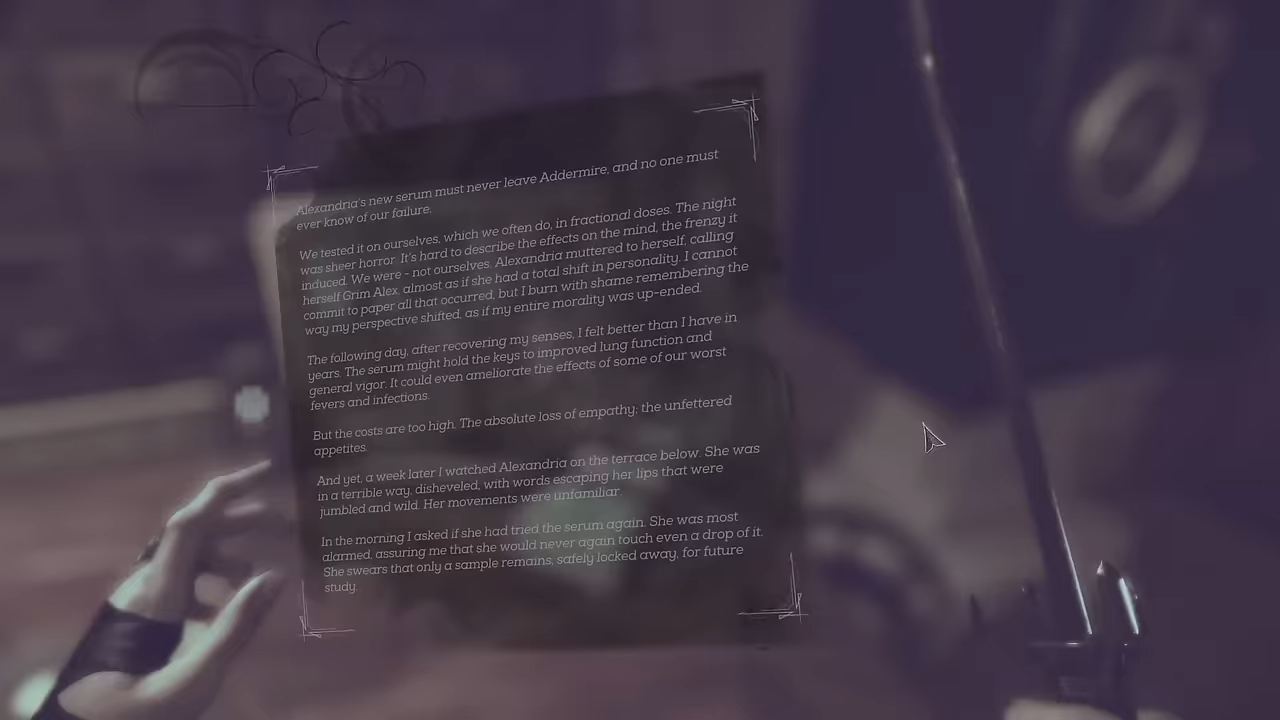 Alexandria's new serum must never leave Addermire, and no one must
ever know of our failure.
We tested it on ourselves, which we often do, in fractional doses. The night
was sheer horror. It's hard to describe the effects on the mind, the frenzy it
induced. We were - not ourselves. Alexandria muttered to herself, calling
herself Grim Alex, almost as if she had a total shift in personality. I cannot
commit to paper all that occurred, but I burn with shame remembering the
way my perspective shifted, as if my entire morality was up-ended.
The following day, after recovering my senses, I felt better than I have in
years. The serum might hold the keys to improved lung function and
general vigor. It could even ameliorate the effects of some of our worst
fevers and infections.
But the costs are too high. The absolute loss of empathy; the unfettered
appetites.
And yet, a week later I watched Alexandria on the terrace below. She was
in a terrible way, disheveled, with words escaping her lips that were
jumbled and wild. Her movements were unfamiliar.
In the morning I asked if she had tried the serum again. She was most
alarmed, assuring me that she would never again touch even a drop of it.
She swears that only a sample remains, safely locked away, for future
study.